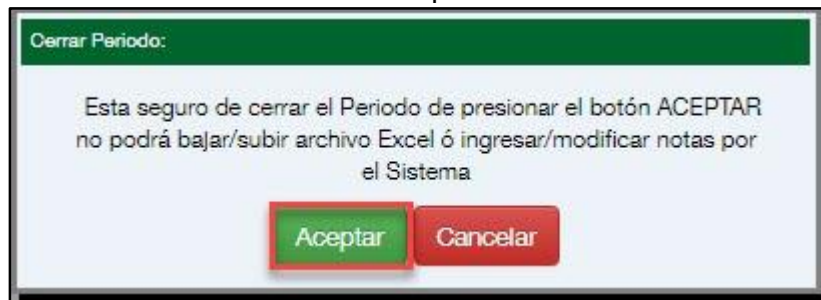 Cerrar Periodo:
Esta seguro de cerrar el Periodo de presionar el botón ACEPTAR
no podrá bajar/subir archivo Excel ó ingresar/modificar notas por
el Sistema
Aceptar Cancelar